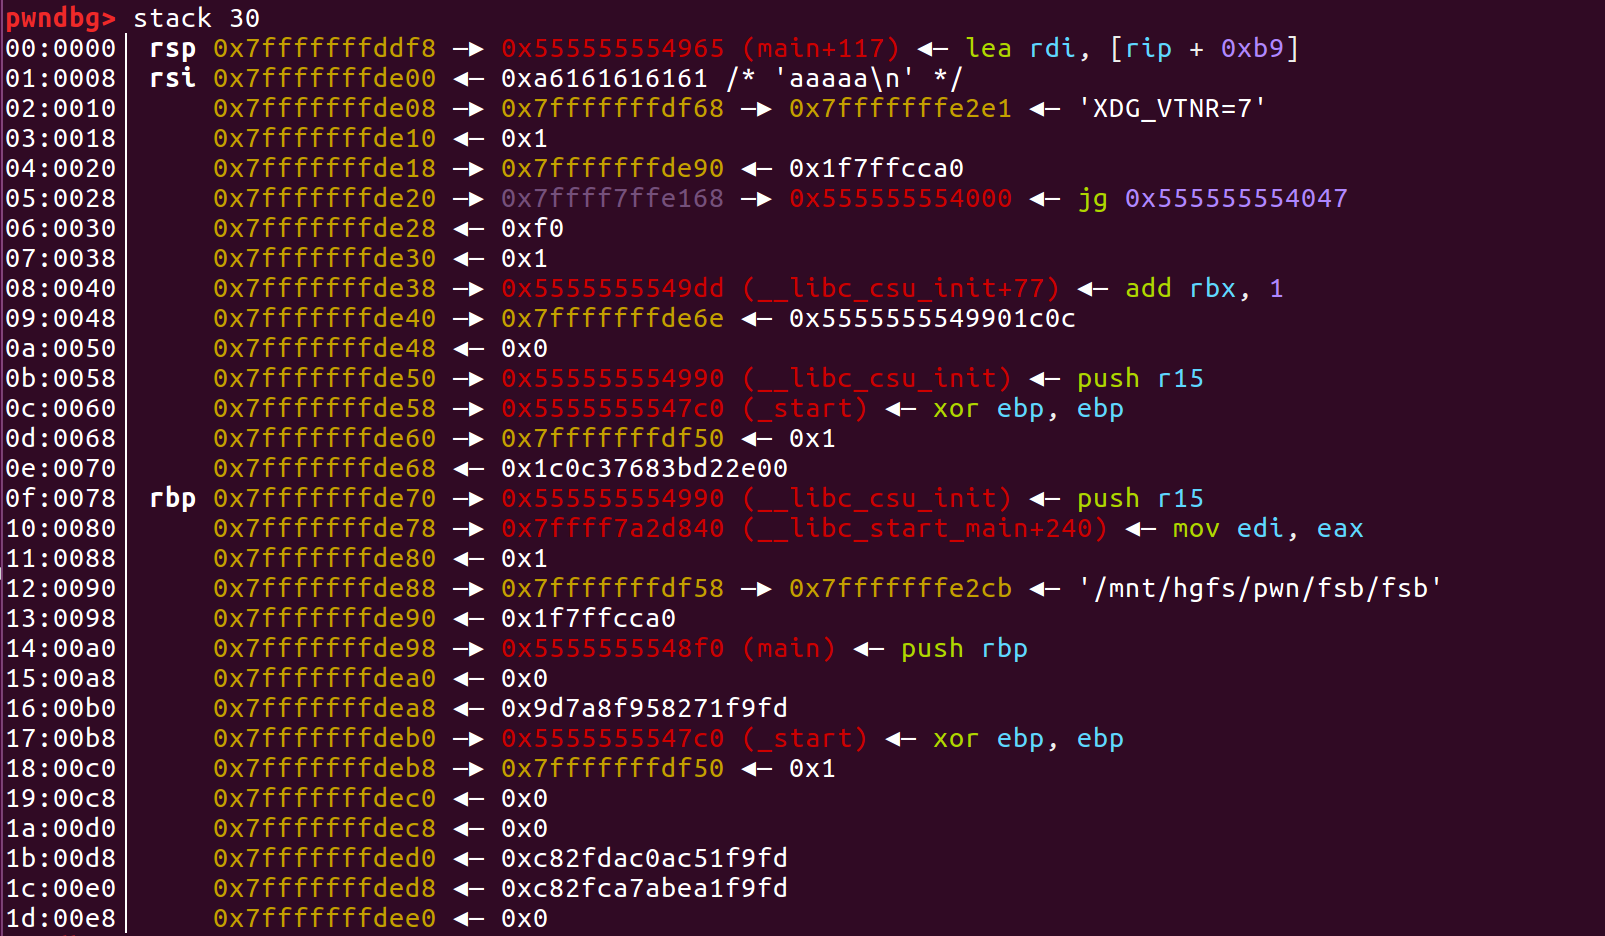 pwndbg> stack 30
00:0000│ rsp 0x7fffffffddf8 —▸ 0x555555554965 (main+117) ◂— lea rdi, [rip + 0xb9]
01:0008│ rsi 0x7fffffffde00 ◂— 0xa6161616161 /* 'aaaaa\n' */
02:0010│ 0x7fffffffde08 —▸ 0x7fffffffdf68 —▸ 0x7fffffffe2e1 ◂— 'XDG_VTNR=7'
03:0018│ 0x7fffffffde10 ◂— 0x1
04:0020│ 0x7fffffffde18 —▸ 0x7fffffffde90 ◂— 0x1f7ffcca0
05:0028│ 0x7fffffffde20 —▸ 0x7ffff7ffe168 —▸ 0x555555554000 ◂— jg 0x555555554047
06:0030│ 0x7fffffffde28 ◂— 0xf0
07:0038│ 0x7fffffffde30 ◂— 0x1
08:0040│ 0x7fffffffde38 —▸ 0x5555555549dd (__libc_csu_init+77) ◂— add rbx, 1
09:0048│ 0x7fffffffde40 —▸ 0x7fffffffde6e ◂— 0x5555555549901c0c
0a:0050│ 0x7fffffffde48 ◂— 0x0
0b:0058│ 0x7fffffffde50 —▸ 0x555555554990 (__libc_csu_init) ◂— push r15
0c:0060│ 0x7fffffffde58 —▸ 0x5555555547c0 (_start) ◂— xor ebp, ebp
0d:0068│ 0x7fffffffde60 —▸ 0x7fffffffdf50 ◂— 0x1
0e:0070│ 0x7fffffffde68 ◂— 0x1c0c37683bd22e00
0f:0078│ rbp 0x7fffffffde70 —▸ 0x555555554990 (__libc_csu_init) ◂— push r15
10:0080│ 0x7fffffffde78 —▸ 0x7ffff7a2d840 (__libc_start_main+240) ◂— mov edi, eax
11:0088│ 0x7fffffffde80 ◂— 0x1
12:0090│ 0x7fffffffde88 —▸ 0x7fffffffdf58 —▸ 0x7fffffffe2cb ◂— '/mnt/hgfs/pwn/fsb/fsb'
13:0098│ 0x7fffffffde90 ◂— 0x1f7ffcca0
14:00a0│ 0x7fffffffde98 —▸ 0x5555555548f0 (main) ◂— push rbp
15:00a8│ 0x7fffffffdea0 ◂— 0x0
16:00b0│ 0x7fffffffdea8 ◂— 0x9d7a8f958271f9fd
17:00b8│ 0x7fffffffdeb0 —▸ 0x5555555547c0 (_start) ◂— xor ebp, ebp
18:00c0│ 0x7fffffffdeb8 —▸ 0x7fffffffdf50 ◂— 0x1
19:00c8│ 0x7fffffffdec0 ◂— 0x0
1a:00d0│ 0x7fffffffdec8 ◂— 0x0
1b:00d8│ 0x7fffffffded0 ◂— 0xc82fdac0ac51f9fd
1c:00e0│ 0x7fffffffded8 ◂— 0xc82fca7abea1f9fd
1d:00e8│ 0x7fffffffdee0 ◂— 0x0